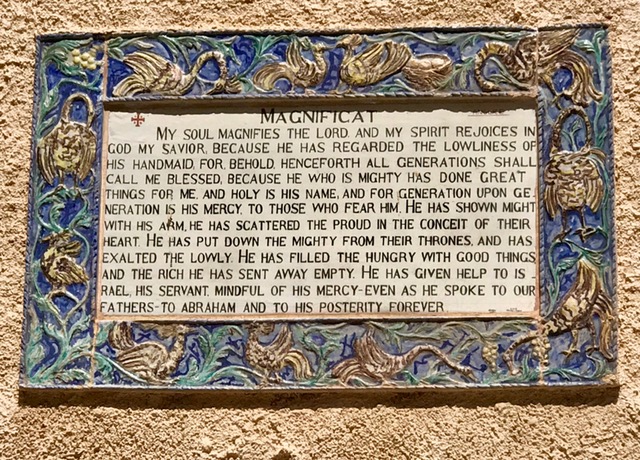 MAGNIFICAT
MY SOUL MAGNIFIES THE LORD, AND MY SPIRIT REJOICES IN
GOD MY SAVIOR, BECAUSE HE HAS REGARDED THE LOWLINESS OF
HIS HANDMAID, FOR, BEHOLD, HENCEFORTH ALL GENERATIONS SHALL
CALL ME BLESSED, BECAUSE HE WHO IS MIGHTY HAS DONE GREAT
THINGS FOR ME, AND HOLY IS HIS NAME, AND FOR GENERATION UPON GE_
NERATION IS HIS MERCY, TO THOSE WHO FEAR HIM. HE HAS SHOWN MIGHT
WITH HIS ARM, HE HAS SCATTERED THE PROUD IN THE CONCEIT OF THEIR
HEART. HE HAS PUT DOWN THE MIGHTY FROM THEIR THRONES, AND HAS
EXALTED THE LOWLY. HE HAS FILLED THE HUNGRY WITH GOOD THINGS,
AND THE RICH HE HAS SENT AWAY EMPTY. HE HAS GIVEN HELP TO IS_
RAEL, HIS SERVANT, MINDFUL OF HIS MERCY-EVEN AS HE SPOKE TO OUR
FATHERS-TO ABRAHAM AND TO HIS POSTERITY FOREVER